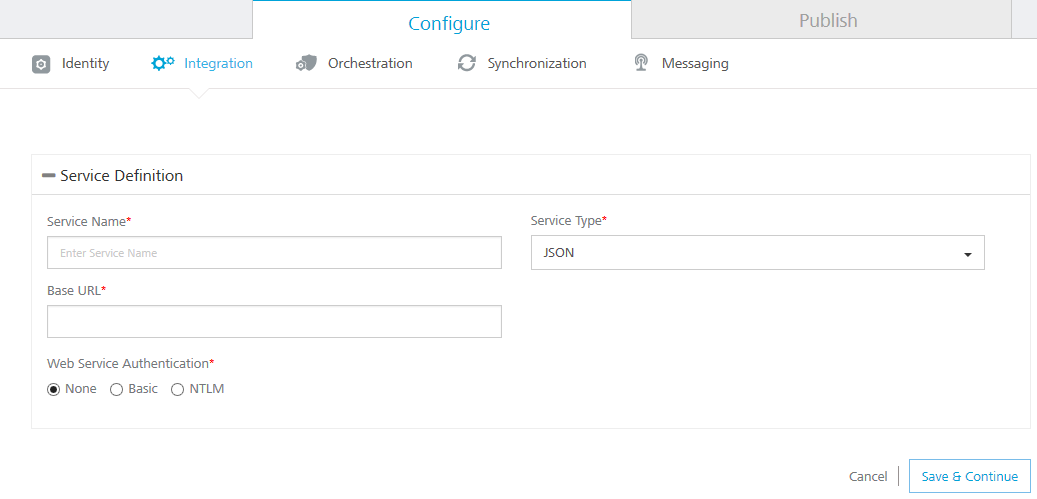 Configure
Publish
Identity
Integration
Orchestration
Synchronization
Messaging
Service Definition
Service Name*
Service Type*
Enter Service Name
JSON
Base URL*
Web Service Authentication*
None
Basic
NTLM
Cancel
Save & Continue